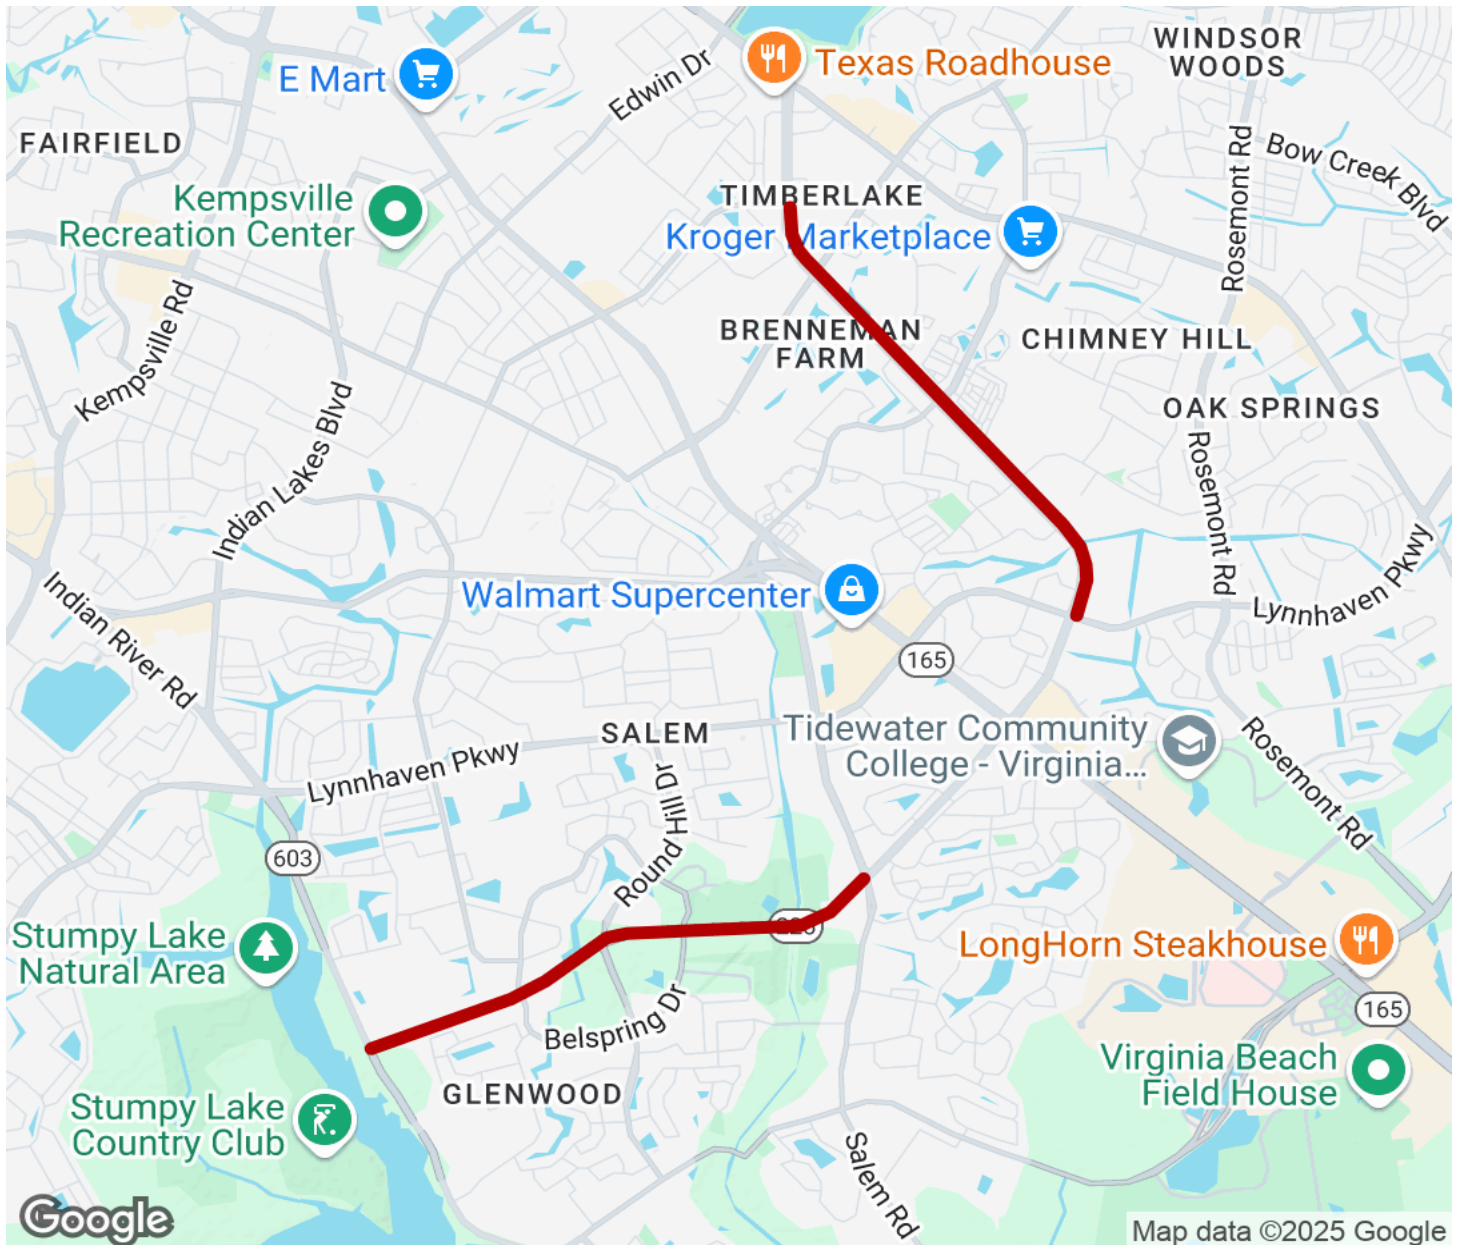 WINDSOR
WOODS
Texas Roadhouse
E Mart
Edwin Dr
FAIRFIELD
Bow Creek Blvd
Rosemont Rd
Kempsville
Recreation Center
TIMBERLAKE
Kroger Marketplace
Kempsville Rd
BRENNEMAN
FARM
CHIMNEY HILL
OAK SPRINGS
Indian Lakes Blvd
Rosemont Rd
Lynnhaven Pkwy
Walmart Supercenter
Indian River Rd
165
SALEM
Tidewater Community
College - Virginia...
Lynnhaven Pkwy
Rosemont Rd
Round Hill Dr
603
Stumpy Lake
Natural Area
LongHorn Steakhouse
165
Belspring Dr
Virginia Beach
Field House
GLENWOOD
Stumpy Lake
Country Club
Salem Rd
Google
Map data ©2025 Google